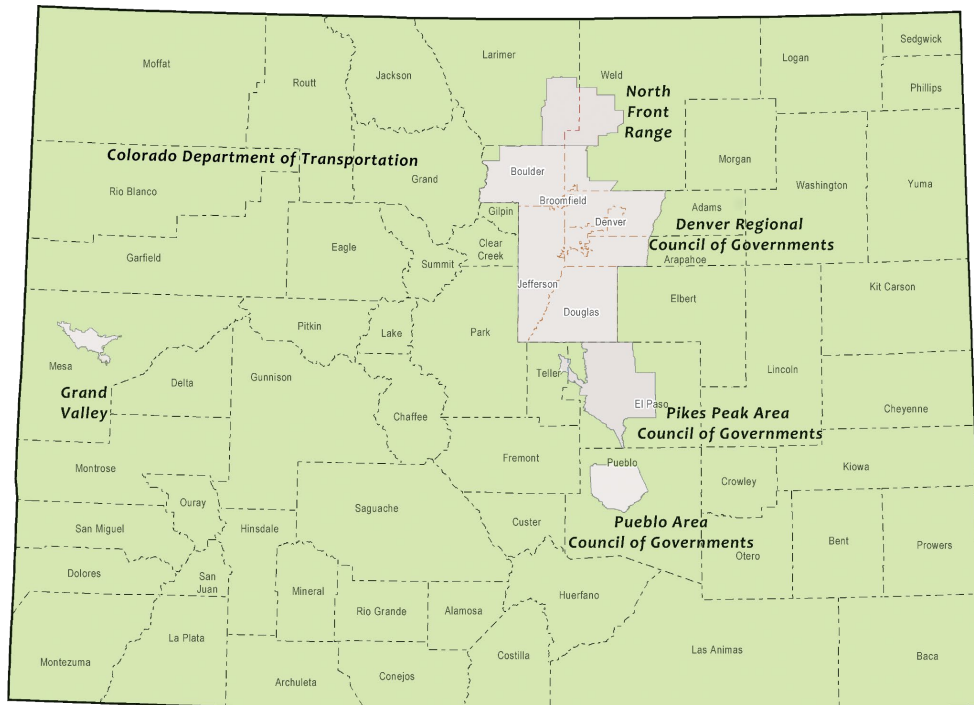 Sedgwick
Larimer
Logan
Moffat
Weld
Jackson
Routt
Phillips
North
Front
Range
Colorado Department of Transportation
Morgan
Boulder
Grand
Yuma
Washington
Rio Blanco
Broomfield
Gilpin
Adams
Denver
Denver Regional
Council of Governments
Eagle
Clear
Creek
Garfield
Summit
Arapahoe
Jefferson
Kit Carson
Elbert
Douglas
Pitkin
Lake
Park
Mesa
Lincoln
Teller
Gunnison
Delta
Grand
Valley
El Paso
Pikes Peak Area
Council of Governments
Cheyenne
Chaffee
Fremont
Pueblo
Montrose
Kiowa
Crowley
Ouray
Saguache
Custer
Pueblo Area
Council of Governments
San Miguel
Hinsdale
Bent
Prowers
Otero
Dolores
San
Juan
Mineral
Huerfano
Rio Grande
Alamosa
La Plata
Las Animas
Costilla
Baca
Montezuma
Conejos
Archuleta